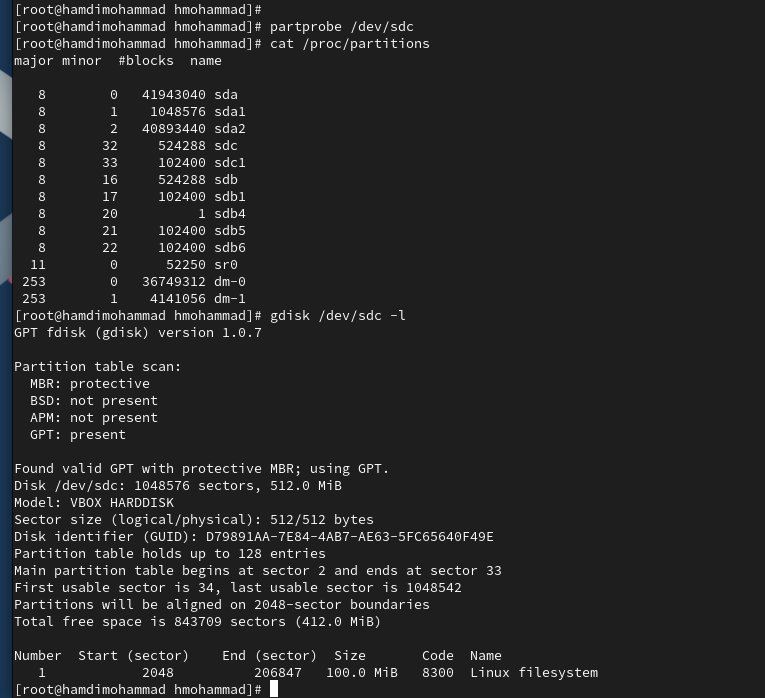 [root@hamdimohammad hmohammad]#
[root@hamdimohammad hmohammad]# partprobe /dev/sdc
[root@hamdimohammad hmohammad]# cat /proc/partitions
major minor  #blocks  name

   8        0   41943040 sda
   8        1    1048576 sda1
   8        2   40893440 sda2
   8       32     524288 sdc
   8       33     102400 sdc1
   8       16     524288 sdb
   8       17     102400 sdb1
   8       20          1 sdb4
   8       21     102400 sdb5
   8       22     102400 sdb6
  11        0      52250 sr0
 253        0   36749312 dm-0
 253        1    4141056 dm-1
[root@hamdimohammad hmohammad]# gdisk /dev/sdc -l
GPT fdisk (gdisk) version 1.0.7

Partition table scan:
  MBR: protective
  BSD: not present
  APM: not present
  GPT: present

Found valid GPT with protective MBR; using GPT.
Disk /dev/sdc: 1048576 sectors, 512.0 MiB
Model: VBOX HARDDISK
Sector size (logical/physical): 512/512 bytes
Disk identifier (GUID): D79891AA-7E84-4AB7-AE63-5FC65640F49E
Partition table holds up to 128 entries
Main partition table begins at sector 2 and ends at sector 33
First usable sector is 34, last usable sector is 1048542
Partitions will be aligned on 2048-sector boundaries
Total free space is 843709 sectors (412.0 MiB)

Number  Start (sector)    End (sector)  Size       Code  Name
   1            2048          206847   100.0 MiB   8300  Linux filesystem
[root@hamdimohammad hmohammad]#